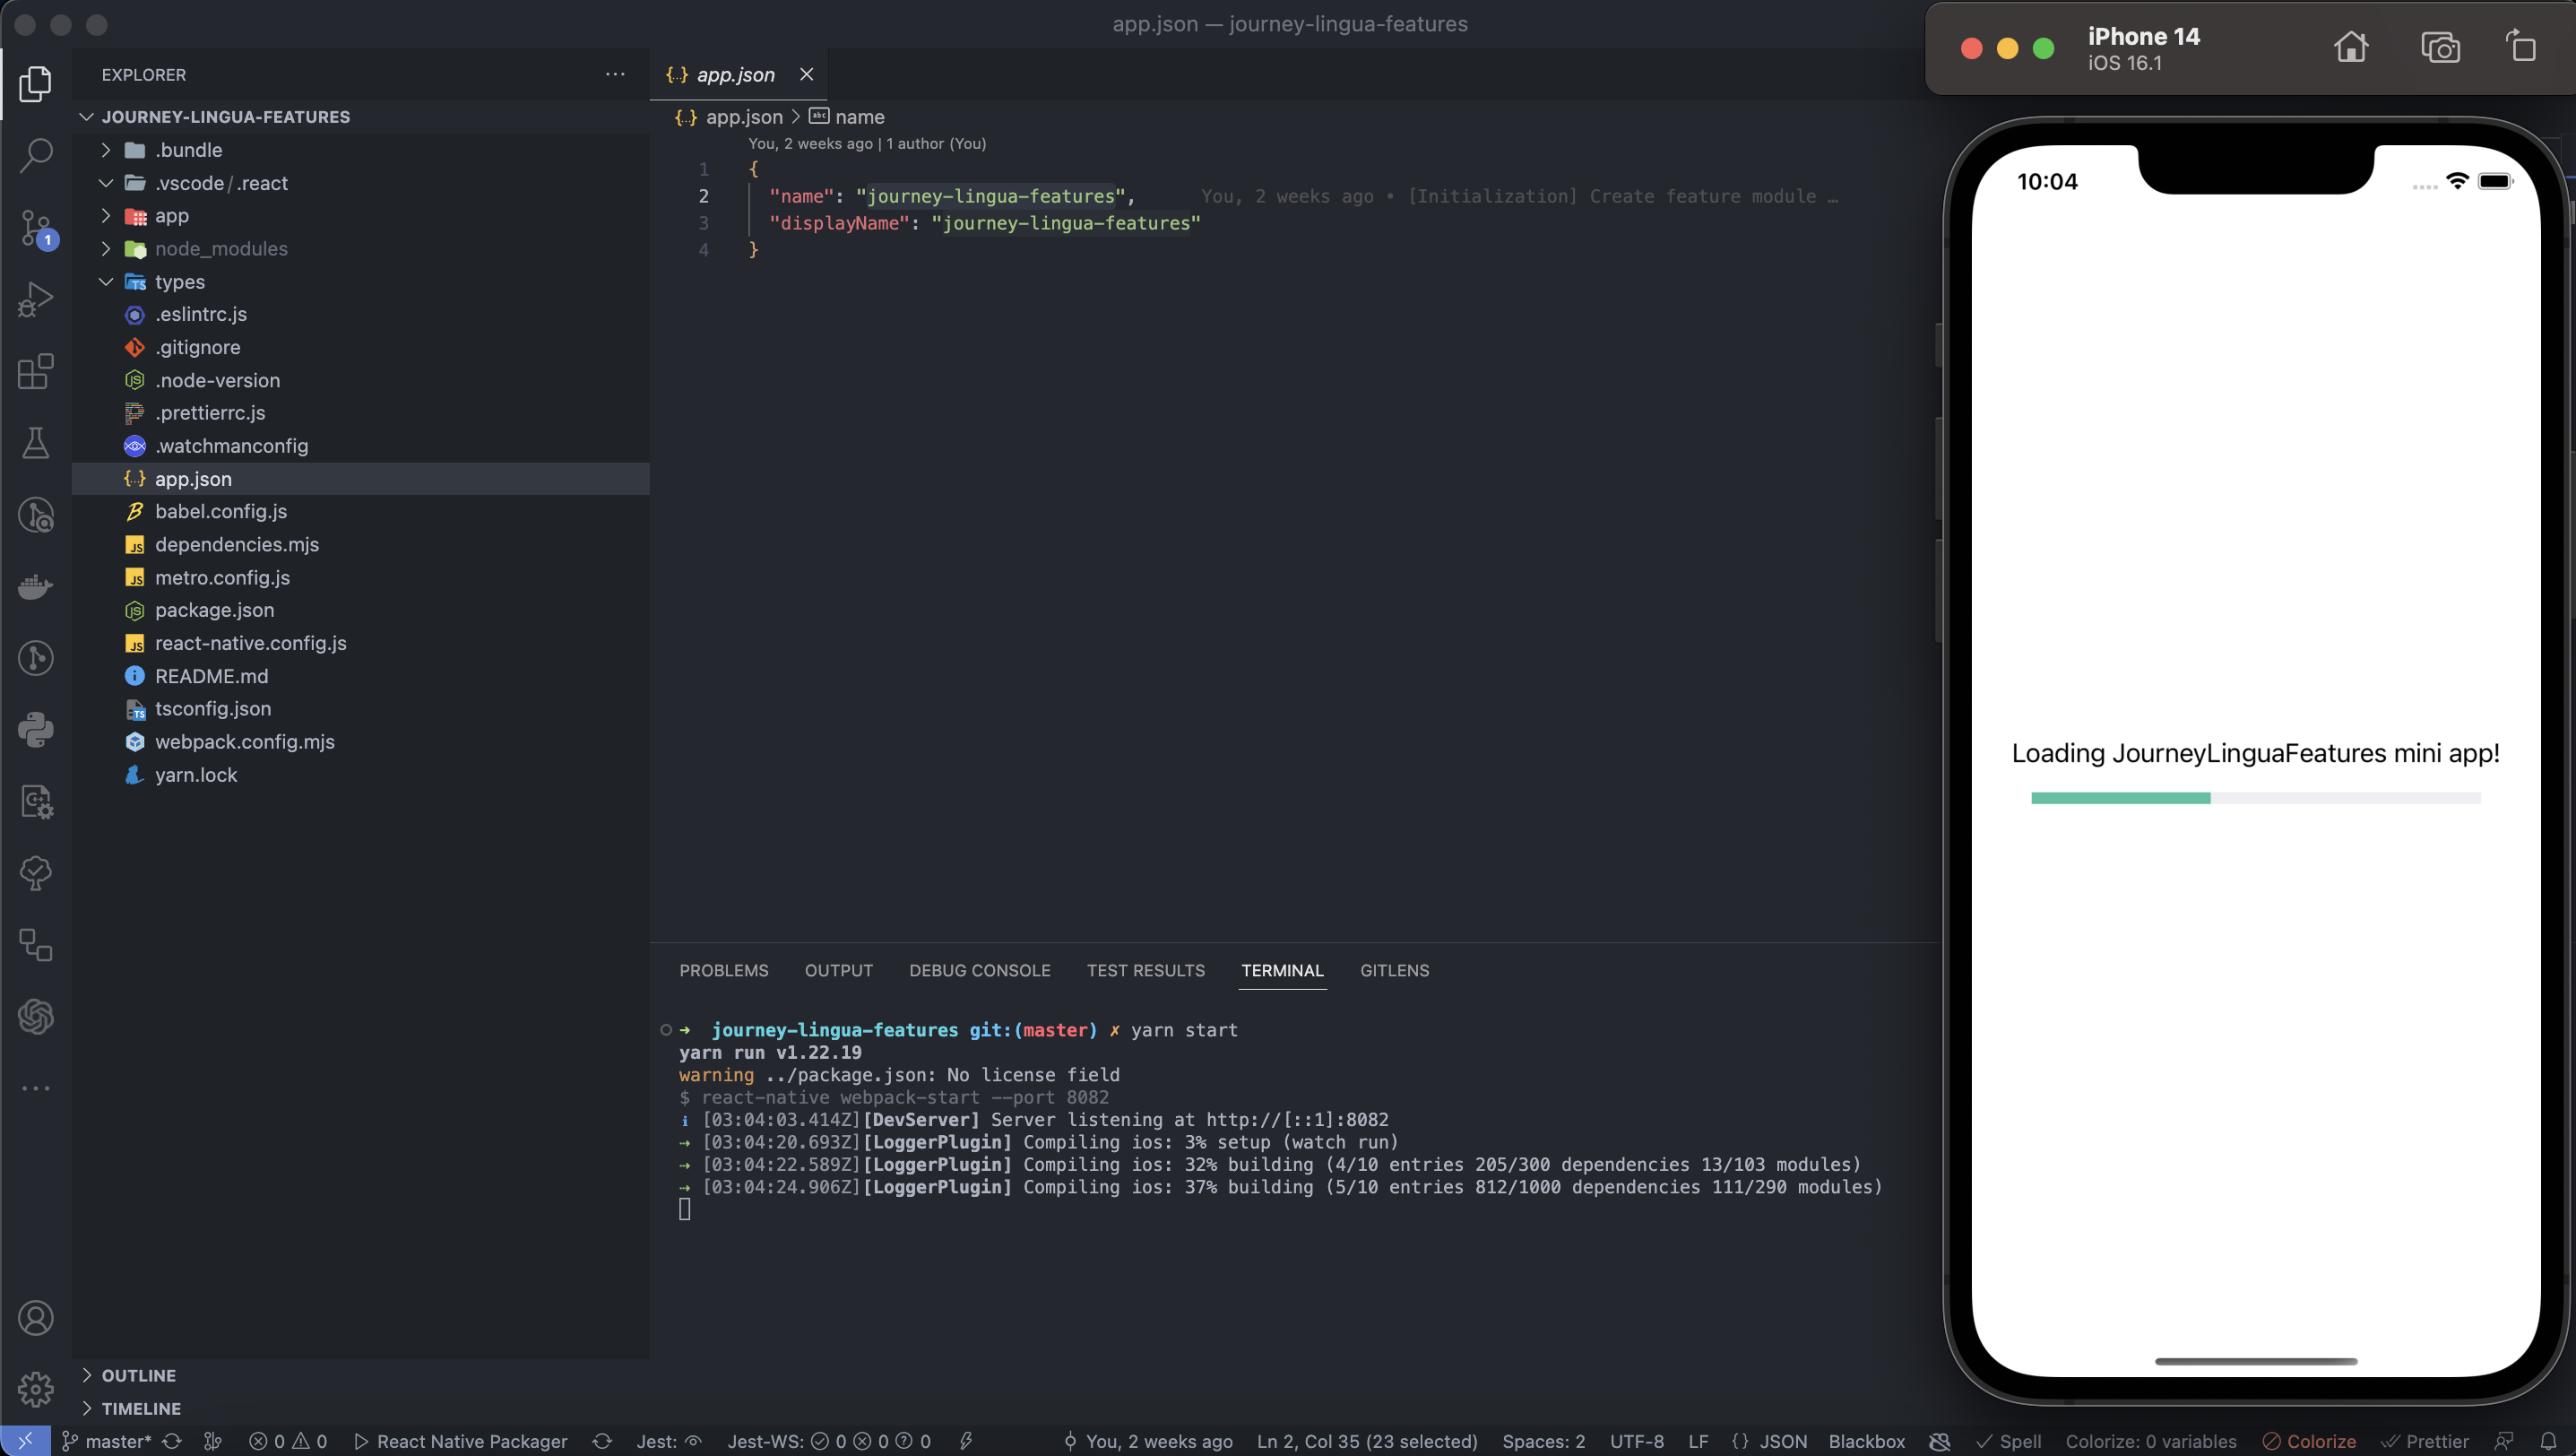 app.json — journey-lingua-features
EXPLORER
JOURNEY-LINGUA-FEATURES
.bundle
.vscode/.react
app
node_modules
types
.eslintrc.js
.gitignore
.node-version
.prettierrc.js
.watchmanconfig
app.json
babel.config.js
dependencies.mjs
metro.config.js
package.json
react-native.config.js
README.md
tsconfig.json
webpack.config.mjs
yarn.lock
OUTLINE
TIMELINE
1
app.json
app.json > name
You, 2 weeks ago | 1 author (You)
1 {
2 "name": "journey-lingua-features", You, 2 weeks ago • [Initialization] Create feature module …
3 "displayName": "journey-lingua-features"
4 }
PROBLEMS OUTPUT DEBUG CONSOLE TEST RESULTS TERMINAL GITLENS
→ journey-lingua-features git:(master) ✗ yarn start
yarn run v1.22.19
warning ../package.json: No license field
$ react-native webpack-start --port 8082
i [03:04:03.414Z][DevServer] Server listening at http://[::1]:8082
→ [03:04:20.693Z][LoggerPlugin] Compiling ios: 3% setup (watch run)
→ [03:04:22.589Z][LoggerPlugin] Compiling ios: 32% building (4/10 entries 205/300 dependencies 13/103 modules)
→ [03:04:24.906Z][LoggerPlugin] Compiling ios: 37% building (5/10 entries 812/1000 dependencies 111/290 modules)
iPhone 14
iOS 16.1
10:04
Loading JourneyLinguaFeatures mini app!
master* 0 0 React Native Packager Jest: Jest-WS: 0 0 0 You, 2 weeks ago Ln 2, Col 35 (23 selected) Spaces: 2 UTF-8 LF {} JSON Blackbox Spell Colorize: 0 variables Colorize Prettier